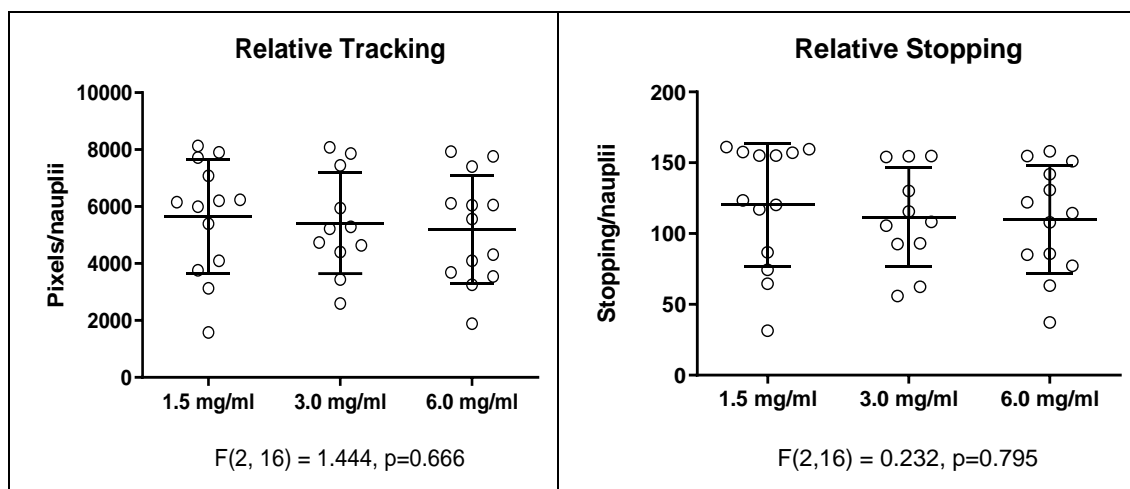 Relative Tracking
10000
8000
6000
4000
2000
0
Pixels/nauplii
1.5 mg/ml 3.0 mg/ml 6.0 mg/ml
F(2, 16) = 1.444, p=0.666
Relative Stopping
200
150
100
50
0
Stopping/nauplii
1.5 mg/ml 3.0 mg/ml 6.0 mg/ml
F(2,16) = 0.232, p=0.795